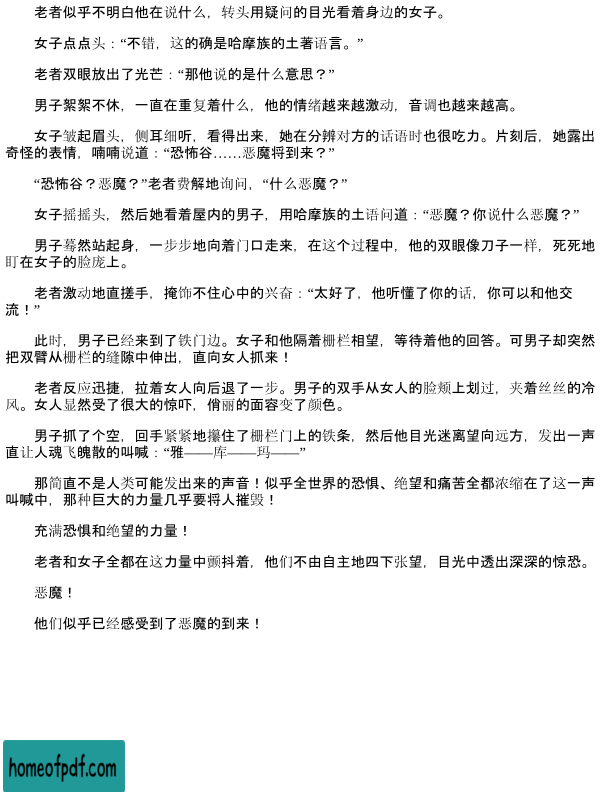 老者似乎不明白他在说什么，转头用疑问的目光看着身边的女子。
女子点点头：“不错，这的确是哈摩族的土著语言。”
老者双眼放出了光芒：“那他说的是什么意思？”
男子絮絮不休，一直在重复着什么，他的情绪越来越激动，音调也越来越高。
女子皱起眉头，侧耳细听，看得出来，她在分辨对方的话语时也很吃力。片刻后，她露出
奇怪的表情，喃喃说道：“恐怖谷……恶魔将到来？”
“恐怖谷？恶魔？”老者费解地询问，“什么恶魔？”
女子摇摇头，然后她看着屋内的男子，用哈摩族的土语问道：“恶魔？你说什么恶魔？”
男子蓦然站起身，一步步地向着门口走来，在这个过程中，他的双眼像刀子一样，死死地
盯在女子的脸庞上。
老者激动地直搓手，掩饰不住心中的兴奋：“太好了，他听懂了你的话，你可以和他交
流！”
此时，男子已经来到了铁门边。女子和他隔着栅栏相望，等待着他的回答。可男子却突然
把双臂从栅栏的缝隙中伸出，直向女人抓来！
老者反应迅捷，拉着女人向后退了一步。男子的双手从女人的脸颊上划过，夹着丝丝的冷
风。女人显然受了很大的惊吓，俏丽的面容变了颜色。
男子抓了个空，回手紧紧地攥住了栅栏门上的铁条，然后他目光迷离望向远方，发出一声
直让人魂飞魄散的叫喊：“雅——库——玛——”
那简直不是人类可能发出来的声音！似乎全世界的恐惧、绝望和痛苦全都浓缩在了这一声
叫喊中，那种巨大的力量几乎要将人摧毁！
充满恐惧和绝望的力量！
老者和女子全都在这力量中颤抖着，他们不由自主地四下张望，目光中透出深深的惊恐。
恶魔！
他们似乎已经感受到了恶魔的到来！
homeofpdf.com